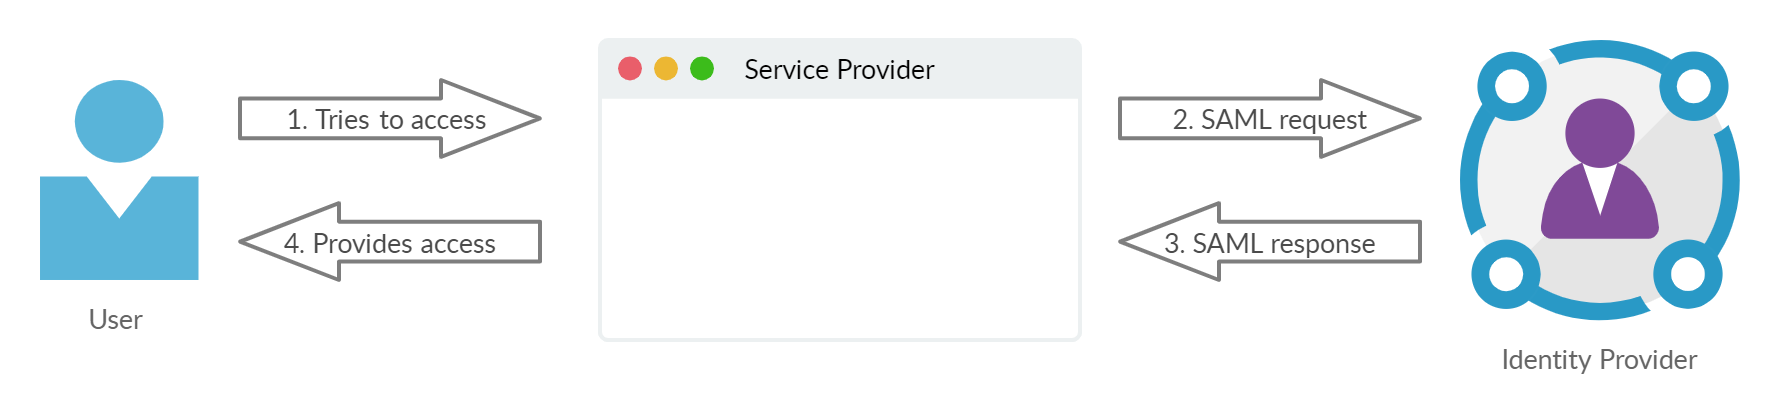 Service Provider
1. Tries to access
2. SAML request
4. Provides access
3. SAML response
User
Identity Provider